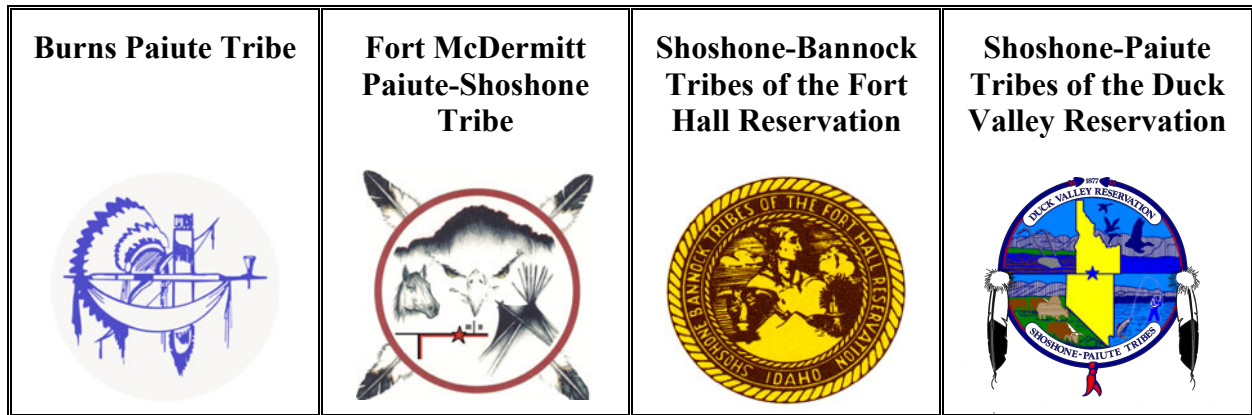 Burns Paiute Tribe
Fort McDermitt
Paiute-Shoshone
Tribe
Shoshone-Bannock
Tribes of the Fort
Hall Reservation
SHOSHONE BANNOCK TRIBES OF THE FORT HALL RESERVATION
IDAHO
Shoshone-Paiute
Tribes of the Duck
Valley Reservation
1877
DUCK VALLEY RESERVATION
SHOSHONE-PAIUTE TRIBES